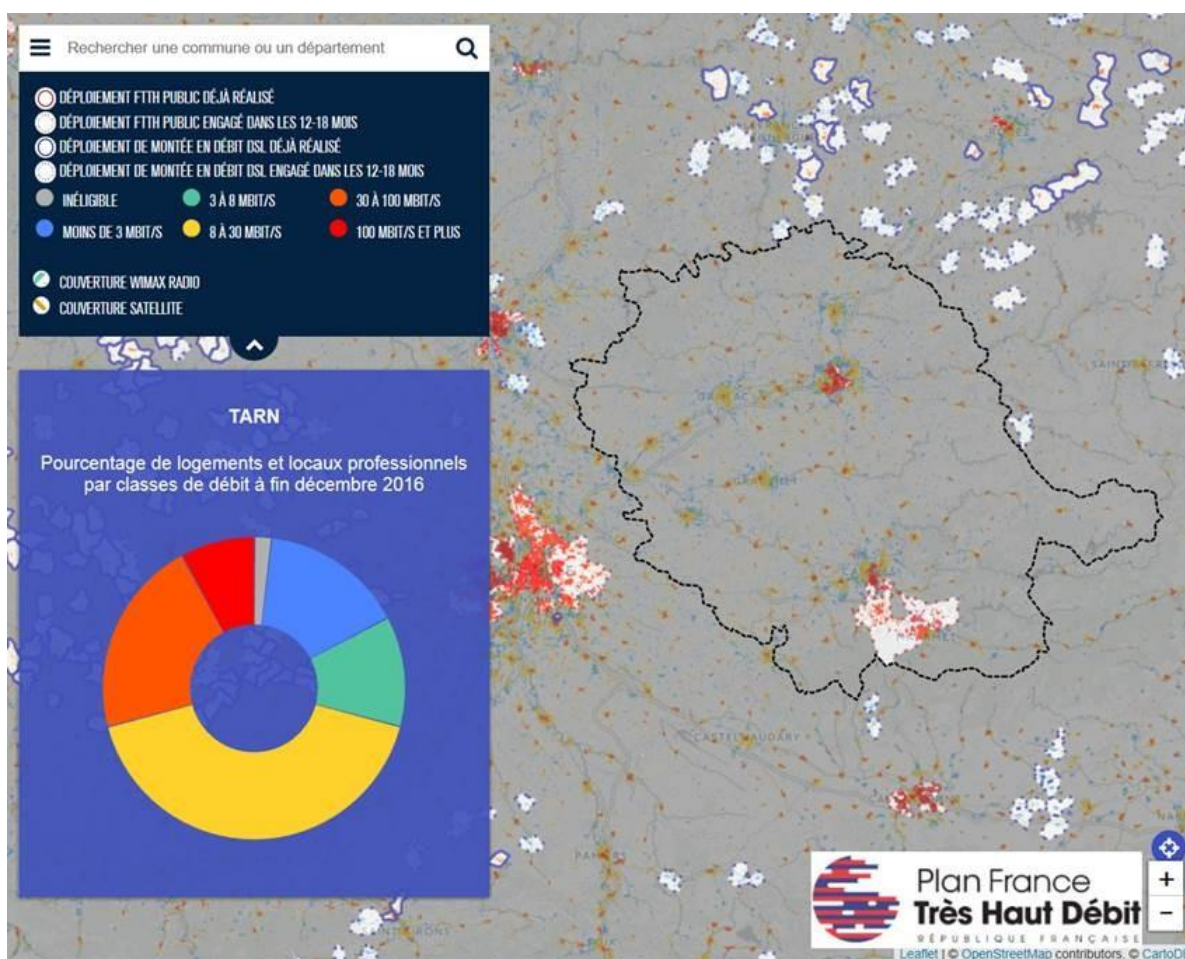 Rechercher une commune ou un département
DÉPLOIEMENT FTTH PUBLIC DÉJÀ RÉALISÉ
DÉPLOIEMENT FTTH PUBLIC ENGAGÉ DANS LES 12-18 MOIS
DÉPLOIEMENT DE MONTÉE EN DÉBIT DSL DÉJÀ RÉALISÉ
DÉPLOIEMENT DE MONTÉE EN DÉBIT DSL ENGAGÉ DANS LES 12-18 MOIS
INÉLIGIBLE
3 À 8 MBIT/S
30 À 100 MBIT/S
MOINS DE 3 MBIT/S
8 À 30 MBIT/S
100 MBIT/S ET PLUS
COUVERTURE WIMAX RADIO
COUVERTURE SATELLITE
TARN
Pourcentage de logements et locaux professionnels
par classes de débit à fin décembre 2016
CASTELNAUDARY
Plan France
Très Haut Débit
RÉPUBLIQUE FRANÇAISE
+
−
Leaflet | © OpenStreetMap contributors, © CartoD